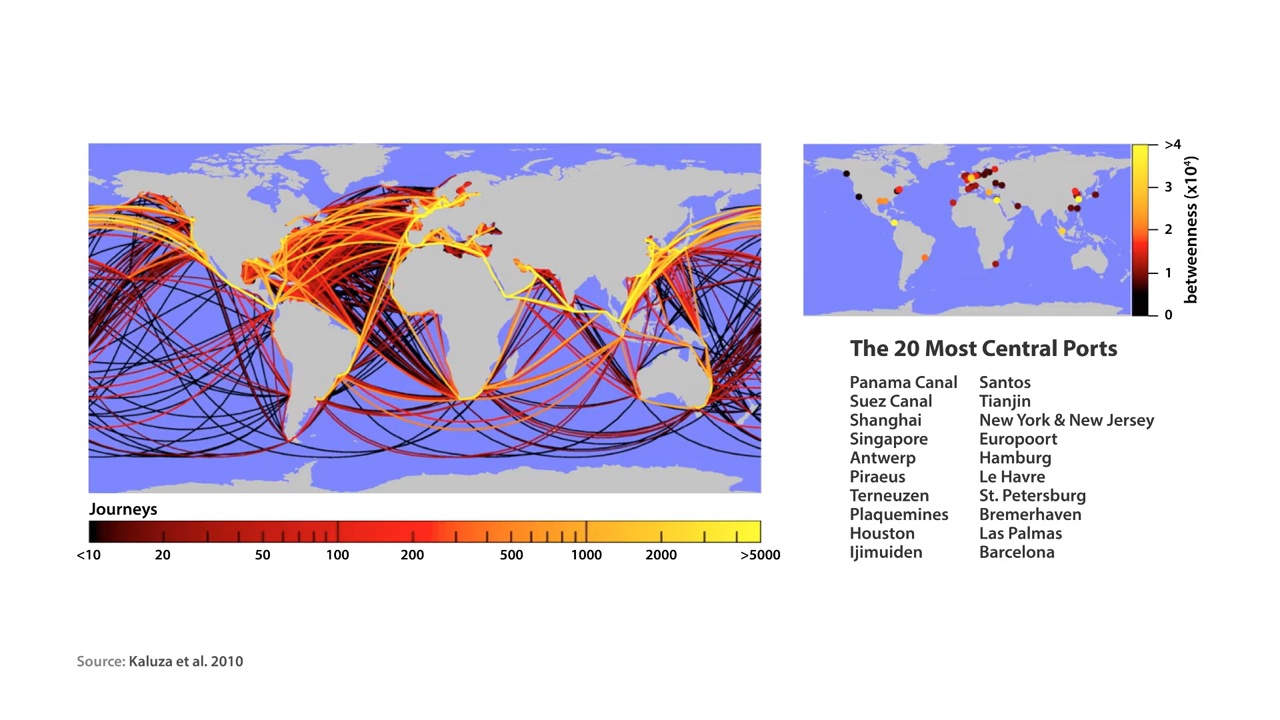 Journeys
<10 20 50 100 200 500 1000 2000 >5000
>4
3
2
1
0
betweenness (x10⁴)
The 20 Most Central Ports
Panama Canal
Suez Canal
Shanghai
Singapore
Antwerp
Piraeus
Terneuzen
Plaquemines
Houston
Ijimuiden
Santos
Tianjin
New York & New Jersey
Europoort
Hamburg
Le Havre
St. Petersburg
Bremerhaven
Las Palmas
Barcelona
Source: Kaluza et al. 2010